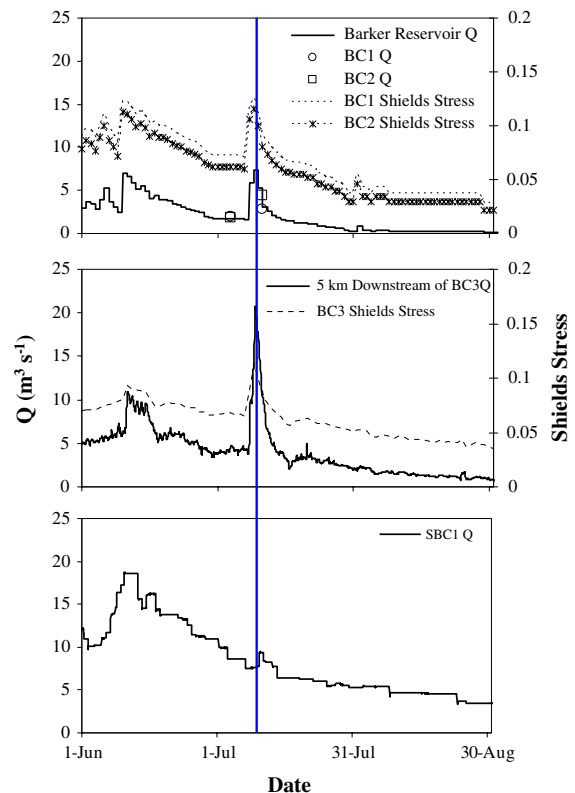 25
20
15
10
5
0
0.2
0.15
0.1
0.05
0
Barker Reservoir Q
BC1 Q
BC2 Q
BC1 Shields Stress
BC2 Shields Stress
25
20
15
10
5
0
0.2
0.15
0.1
0.05
0
5 km Downstream of BC3Q
BC3 Shields Stress
Q (m³ s⁻¹)
Shields Stress
25
20
15
10
5
0
SBC1 Q
1-Jun
1-Jul
31-Jul
30-Aug
Date